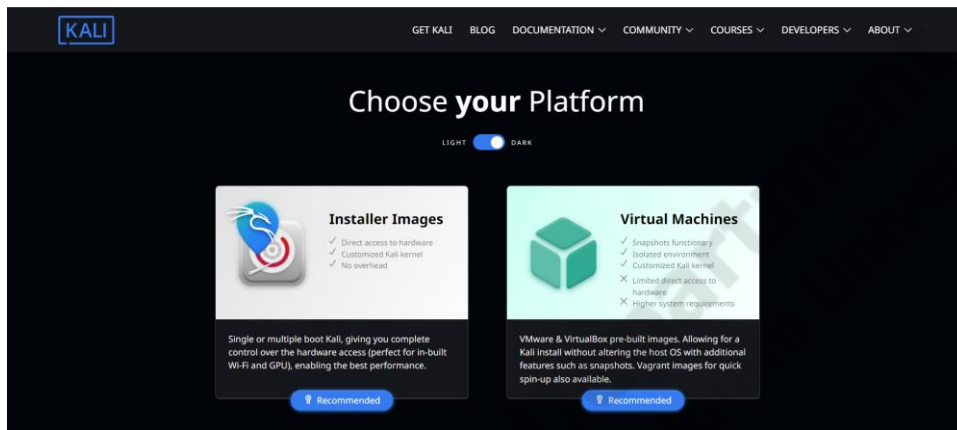 KALI
GET KALI BLOG DOCUMENTATION COMMUNITY COURSES DEVELOPERS ABOUT
Choose your Platform
LIGHT DARK
Installer Images
Direct access to hardware
Customized Kali kernel
No overhead
Single or multiple boot Kali, giving you complete
control over the hardware access (perfect for in-built
Wi-Fi and GPU), enabling the best performance.
Recommended
Virtual Machines
Snapshots functionary
Isolated environment
Customized Kali kernel
Limited direct access to
hardware
Higher system requirements
VMware & VirtualBox pre-built images. Allowing for a
Kali install without altering the host OS with additional
features such as snapshots. Vagrant images for quick
spin-up also available.
Recommended